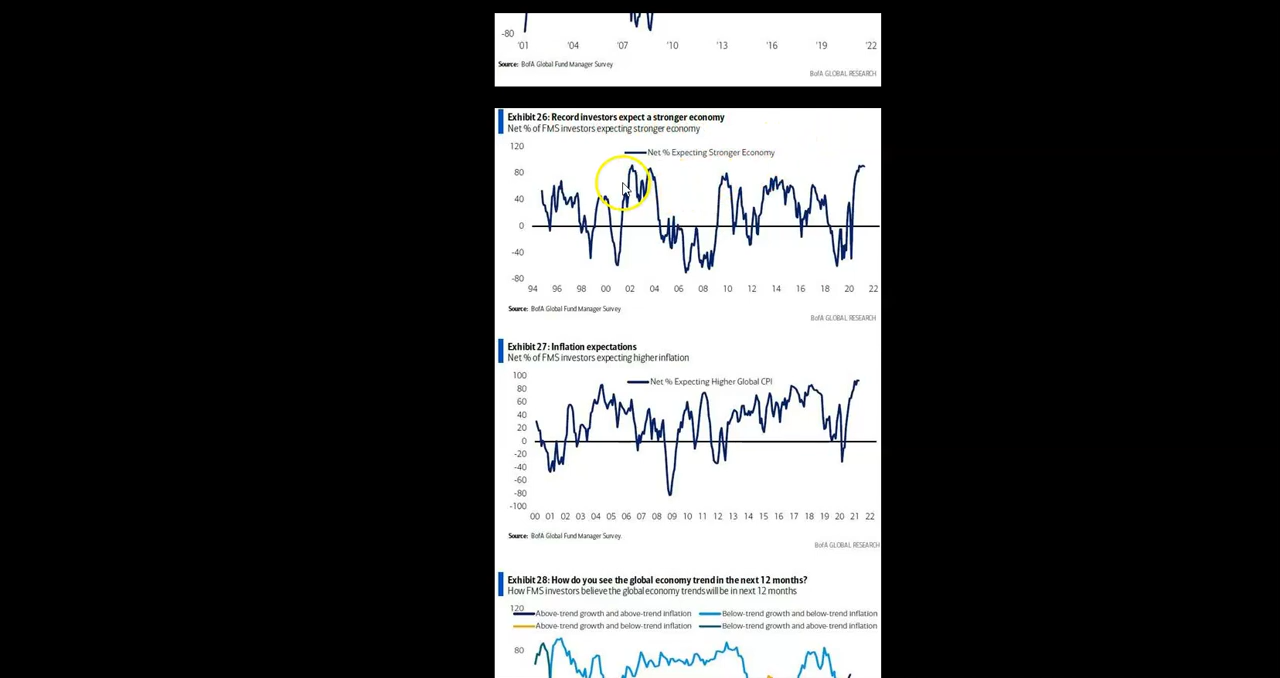 -80
'01 '04 '07 '10 '13 '16 '19 '22
Source: BofA Global Fund Manager Survey
BofA GLOBAL RESEARCH
Exhibit 26: Record investors expect a stronger economy
Net % of FMS investors expecting stronger economy
120
Net % Expecting Stronger Economy
80
40
0
-40
-80
94 96 98 00 02 04 06 08 10 12 14 16 18 20 22
Source: BofA Global Fund Manager Survey
BofA GLOBAL RESEARCH
Exhibit 27: Inflation expectations
Net % of FMS investors expecting higher inflation
100
Net % Expecting Higher Global CPI
80
60
40
20
0
-20
-40
-60
-80
-100
00 01 02 03 04 05 06 07 08 09 10 11 12 13 14 15 16 17 18 19 20 21 22
Source: BofA Global Fund Manager Survey.
BofA GLOBAL RESEARCH
Exhibit 28: How do you see the global economy trend in the next 12 months?
How FMS investors believe the global economy trends will be in next 12 months
120
Above-trend growth and above-trend inflation Below-trend growth and below-trend inflation
Above-trend growth and below-trend inflation Below-trend growth and above-trend inflation
80